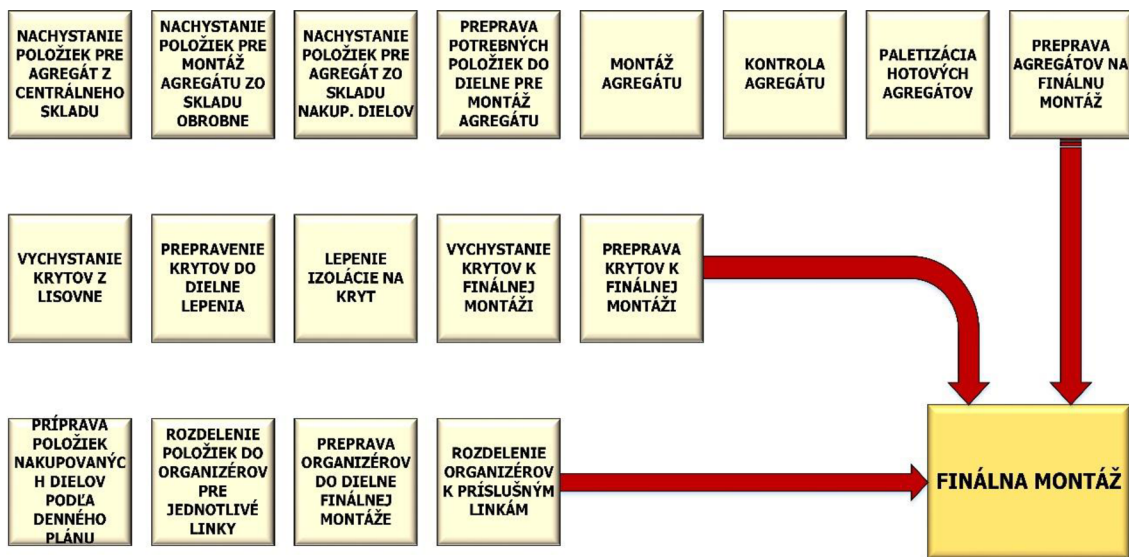 NACHYSTANIE
POLOŽIEK PRE
AGREGÁT Z
CENTRÁLNEHO
SKLADU
NACHYSTANIE
POLOŽIEK PRE
MONTÁŽ
AGREGÁTU ZO
SKLADU
OBROBNE
NACHYSTANIE
POLOŽIEK PRE
AGREGÁT ZO
SKLADU
NAKUP. DIELOV
PREPRAVA
POTREBNÝCH
POLOŽIEK DO
DIELNE PRE
MONTÁŽ
AGREGÁTU
MONTÁŽ
AGREGÁTU
KONTROLA
AGREGÁTU
PALETIZÁCIA
HOTOVÝCH
AGREGÁTOV
PREPRAVA
AGREGÁTOV NA
FINÁLNU
MONTÁŽ
VYCHYSTANIE
KRYTOV Z
LISOVNE
PREPRAVENIE
KRYTOV DO
DIELNE
LEPENIA
LEPENIE
IZOLÁCIE NA
KRYT
VYCHYSTANIE
KRYTOV K
FINÁLNEJ
MONTÁŽI
PREPRAVA
KRYTOV K
FINÁLNEJ
MONTÁŽI
PRÍPRAVA
POLOŽIEK
NAKUPOVANÝC
H DIELOV
PODĽA
DENNÉHO
PLÁNU
ROZDELENIE
POLOŽIEK DO
ORGANIZÉROV
PRE
JEDNOTLIVÉ
LINKY
PREPRAVA
ORGANIZÉROV
DO DIELNE
FINÁLNEJ
MONTÁŽE
ROZDELENIE
ORGANIZÉROV
K PRÍSLUŠNÝM
LINKÁM
FINÁLNA MONTÁŽ